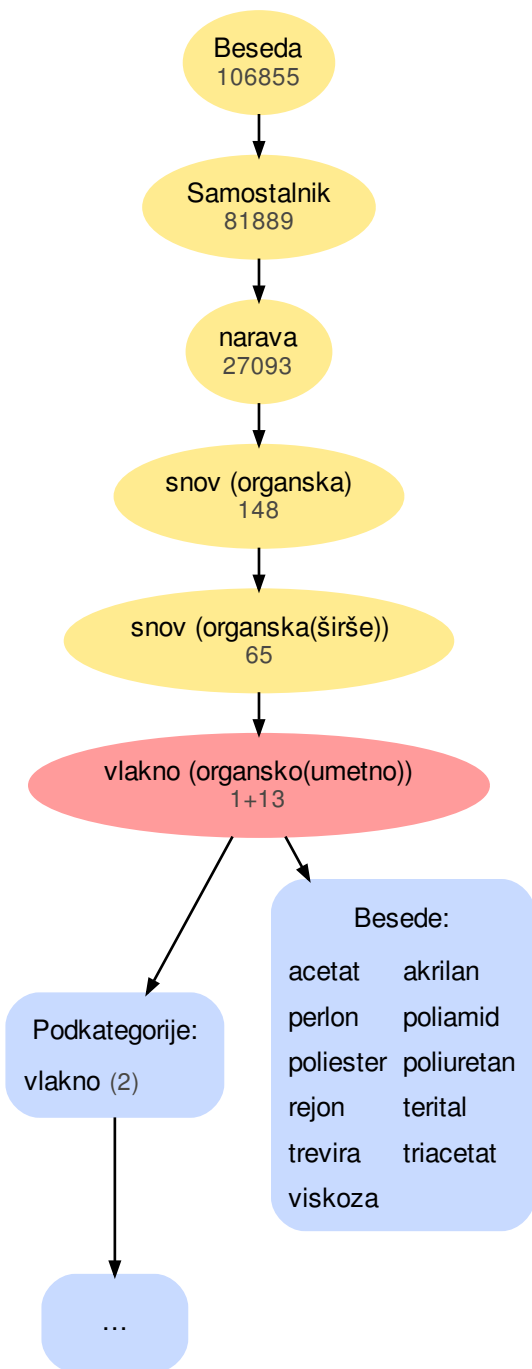 Beseda
106855
Samostalnik
81889
narava
27093
snov (organska)
148
snov (organska(širše))
65
vlakno (organsko(umetno))
1+13
Besede:
acetat akrilan
perlon poliamid
poliester poliuretan
rejon terital
trevira triacetat
viskoza
Podkategorije:
vlakno (2)
...